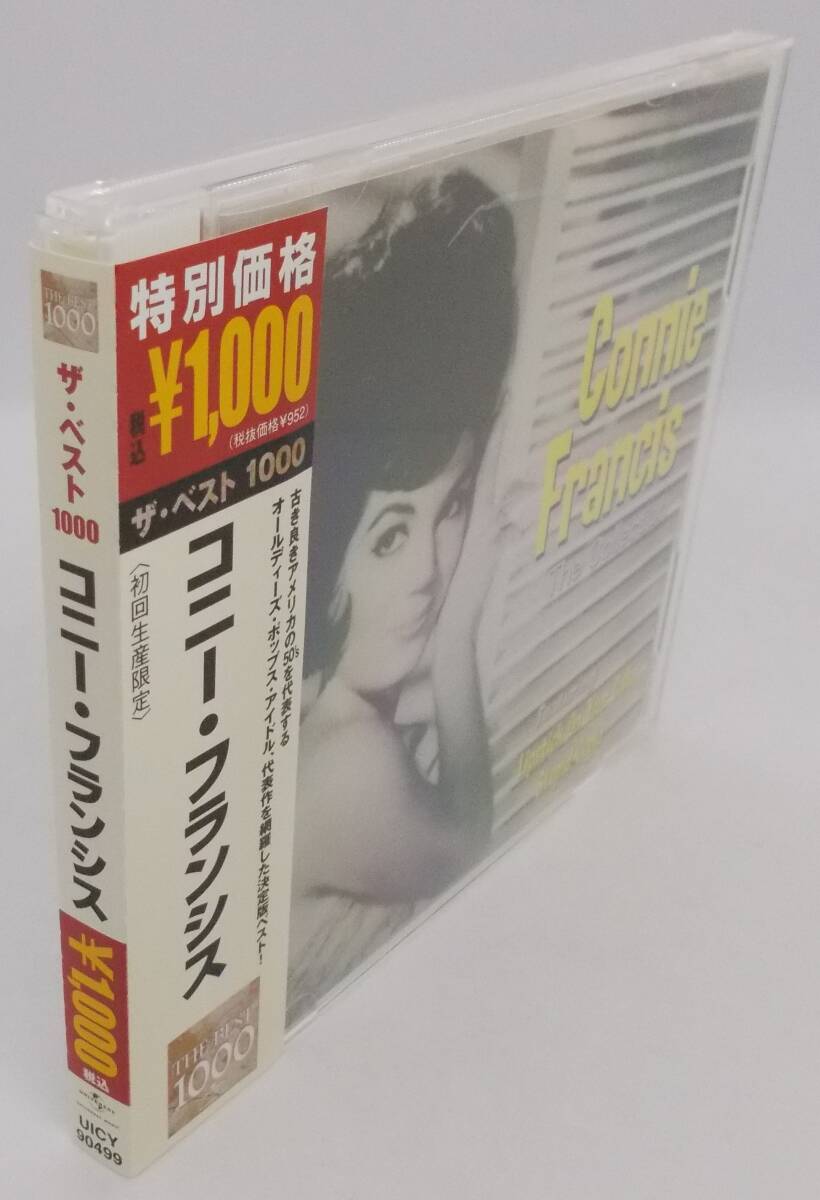 THE BEST
1000
ザ・ベスト 1000
コニー・フランシス
¥1,000
税込
UNIVERSAL
UICY
90499
特別価格
¥1,000
税込
(税抜価格¥952)
ザ・ベスト 1000
古き良きアメリカの50'sを代表する
オールディーズ・ポップス・アイドル、代表作を網羅した決定版ベスト!
コニー・フランシス
〈初回生産限定〉
THE BEST
1000
Connie
Francis
The